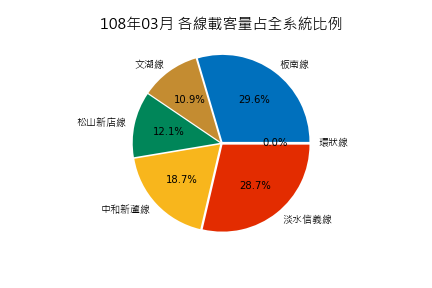 108年03月 各線載客量占全系統比例
板南線
29.6%
文湖線
10.9%
松山新店線
12.1%
中和新蘆線
18.7%
淡水信義線
28.7%
環狀線
0.0%